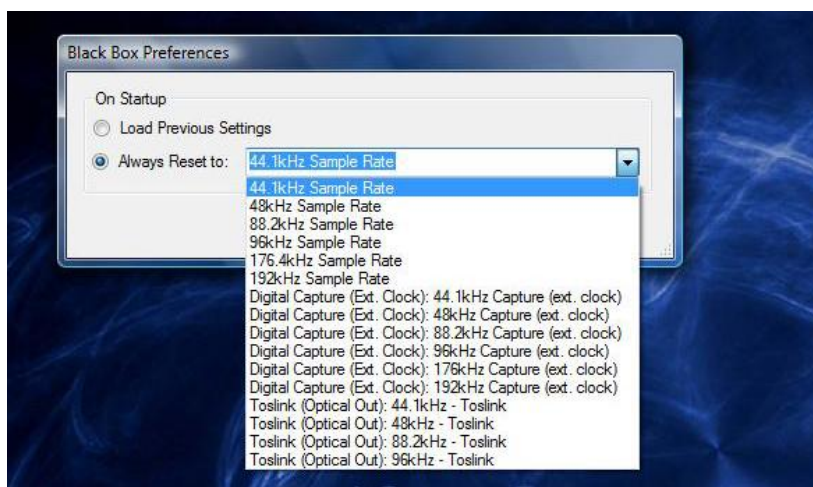 Black Box Preferences
On Startup
Load Previous Settings
Always Reset to: 44.1kHz Sample Rate
44.1kHz Sample Rate
48kHz Sample Rate
88.2kHz Sample Rate
96kHz Sample Rate
176.4kHz Sample Rate
192kHz Sample Rate
Digital Capture (Ext. Clock): 44.1kHz Capture (ext. clock)
Digital Capture (Ext. Clock): 48kHz Capture (ext. clock)
Digital Capture (Ext. Clock): 88.2kHz Capture (ext. clock)
Digital Capture (Ext. Clock): 96kHz Capture (ext. clock)
Digital Capture (Ext. Clock): 176kHz Capture (ext. clock)
Digital Capture (Ext. Clock): 192kHz Capture (ext. clock)
Toslink (Optical Out): 44.1kHz - Toslink
Toslink (Optical Out): 48kHz - Toslink
Toslink (Optical Out): 88.2kHz - Toslink
Toslink (Optical Out): 96kHz - Toslink